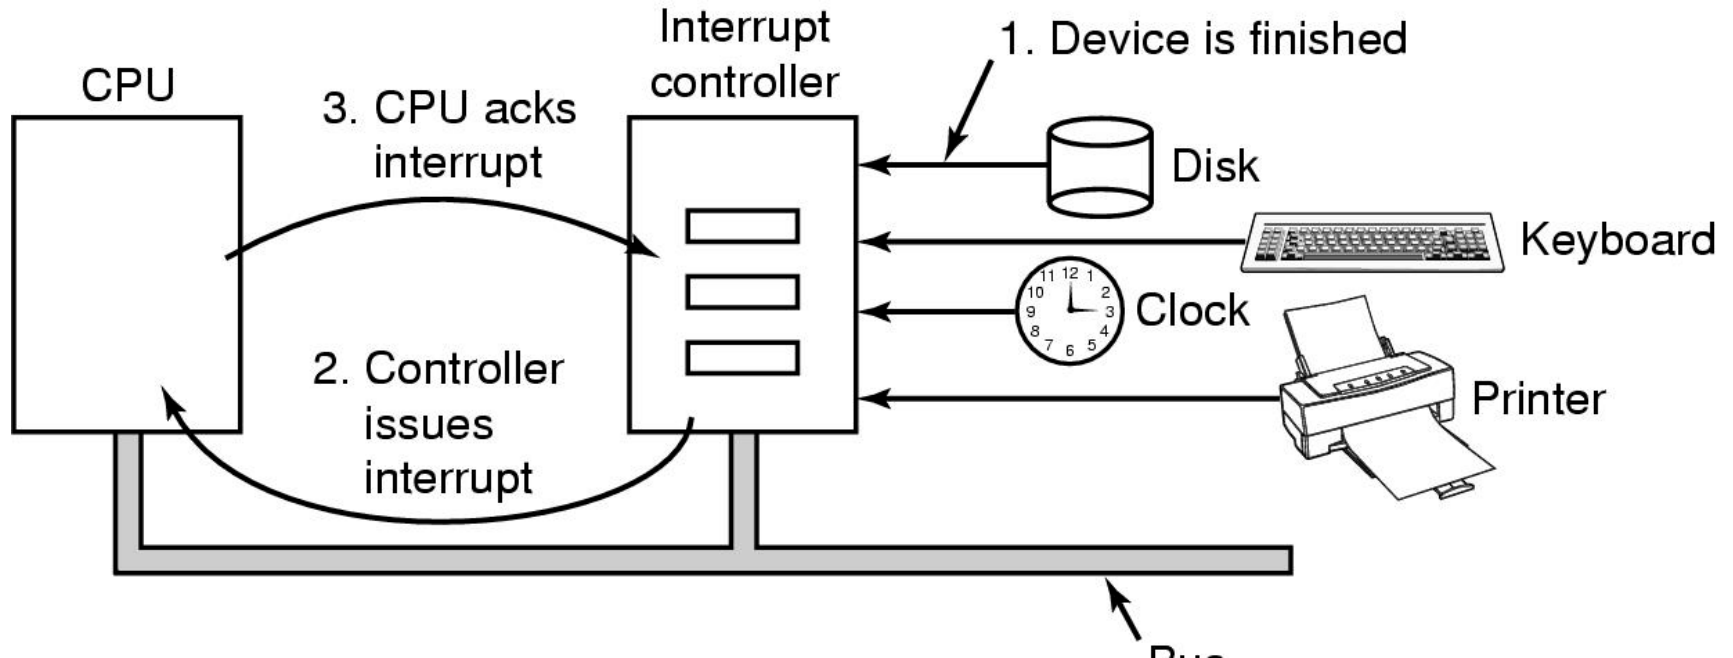 Interrupt
controller
1. Device is finished
CPU
3. CPU acks
interrupt
Disk
Keyboard
11 12 1
10 2
9 3
8 4
7 6 5
Clock
2. Controller
issues
interrupt
Printer
Bus